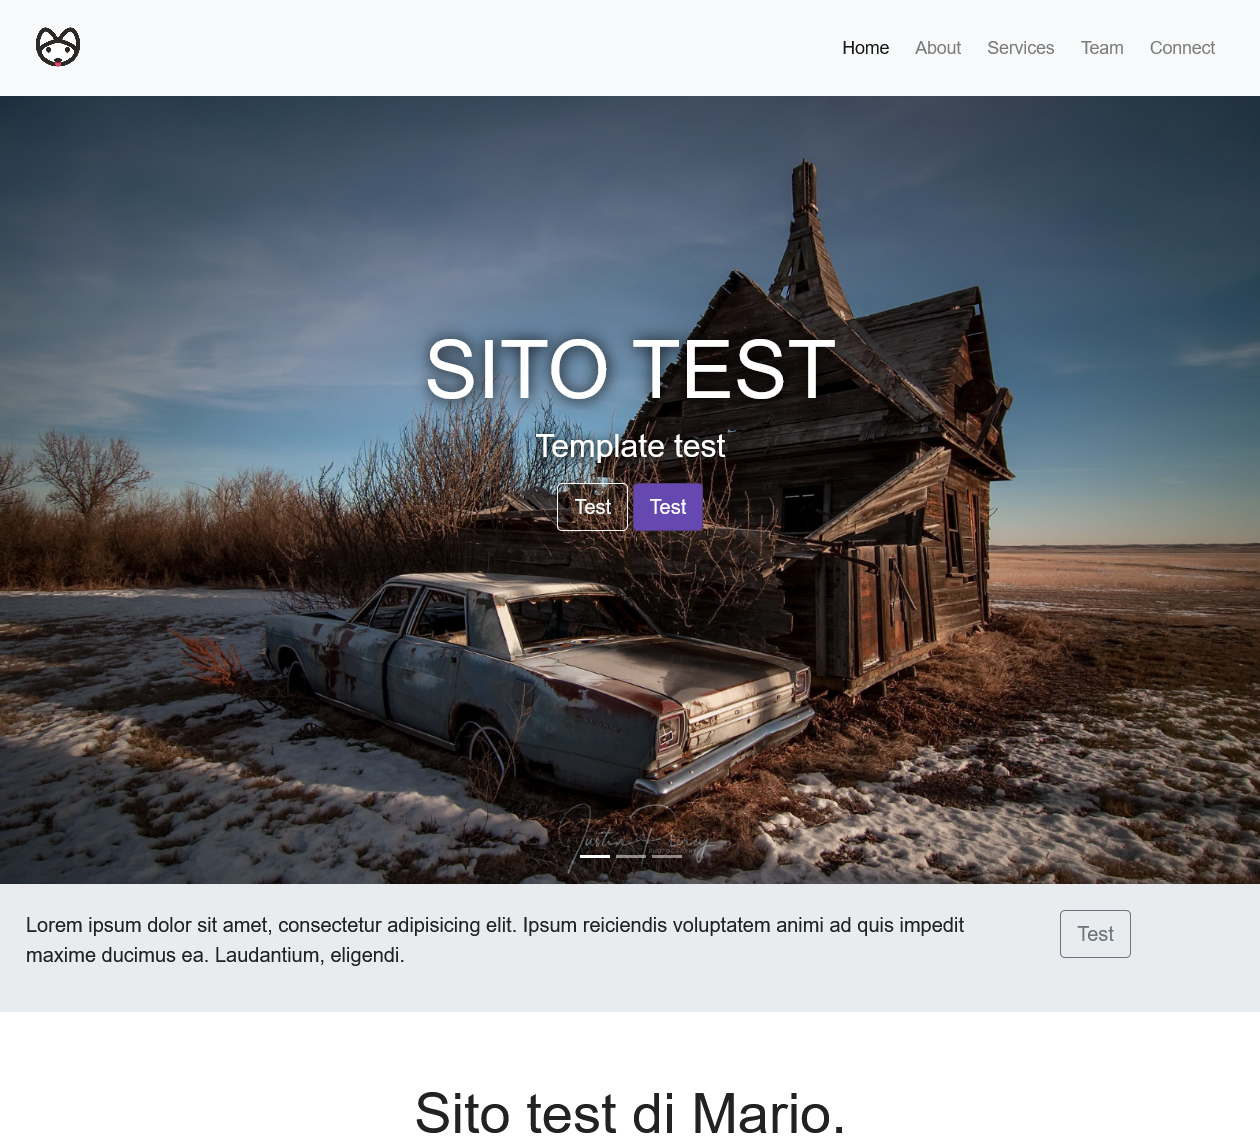 Home About Services Team Connect
SITO TEST
Template test
Test Test
Lorem ipsum dolor sit amet, consectetur adipisicing elit. Ipsum reiciendis voluptatem animi ad quis impedit
maxime ducimus ea. Laudantium, eligendi.
Test
Sito test di Mario.